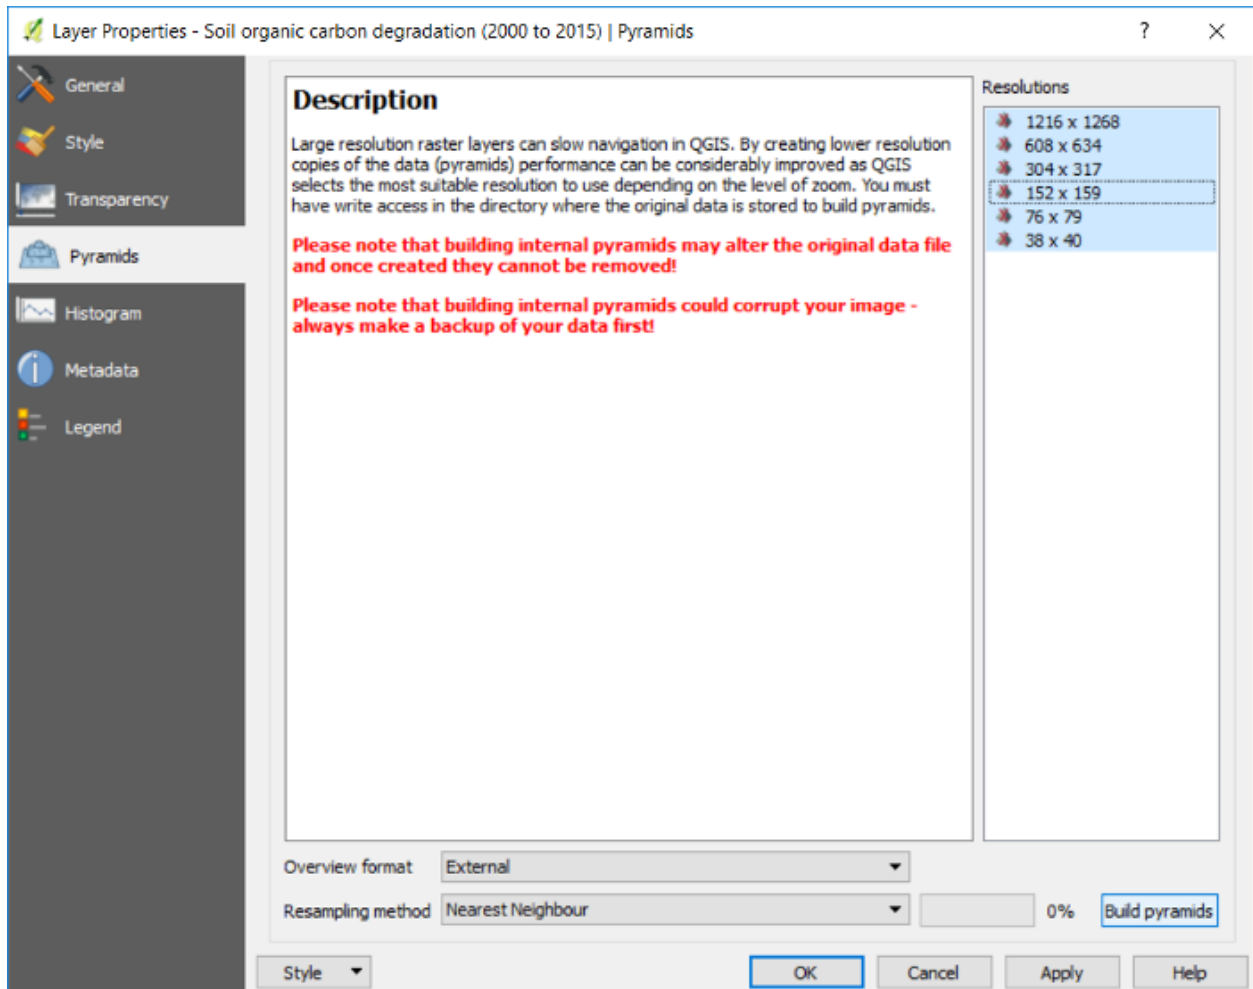 Layer Properties - Soil organic carbon degradation (2000 to 2015) | Pyramids
General
Style
Transparency
Pyramids
Histogram
Metadata
Legend
Description
Large resolution raster layers can slow navigation in QGIS. By creating lower resolution
copies of the data (pyramids) performance can be considerably improved as QGIS
selects the most suitable resolution to use depending on the level of zoom. You must
have write access in the directory where the original data is stored to build pyramids.
Please note that building internal pyramids may alter the original data file
and once created they cannot be removed!
Please note that building internal pyramids could corrupt your image -
always make a backup of your data first!
Resolutions
1216 x 1268
608 x 634
304 x 317
152 x 159
76 x 79
38 x 40
Overview format External
Resampling method Nearest Neighbour 0% Build pyramids
Style OK Cancel Apply Help